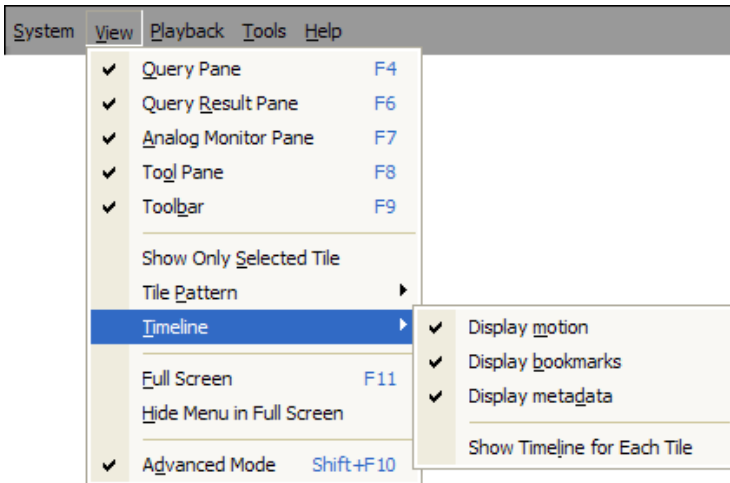 System View Playback Tools Help
Query Pane F4
Query Result Pane F6
Analog Monitor Pane F7
Tool Pane F8
Toolbar F9
Show Only Selected Tile
Tile Pattern
Timeline
Display motion
Display bookmarks
Display metadata
Show Timeline for Each Tile
Full Screen F11
Hide Menu in Full Screen
Advanced Mode Shift+F10